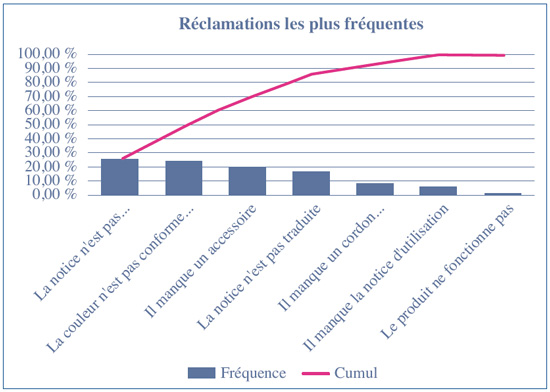 Réclamations les plus fréquentes
100,00 %
90,00 %
80,00 %
70,00 %
60,00 %
50,00 %
40,00 %
30,00 %
20,00 %
10,00 %
0,00 %
La notice n'est pas...
La couleur n'est pas conforme...
Il manque un accessoire
La notice n'est pas traduite
Il manque un cordon...
Il manque la notice d'utilisation
Le produit ne fonctionne pas
Fréquence
Cumul